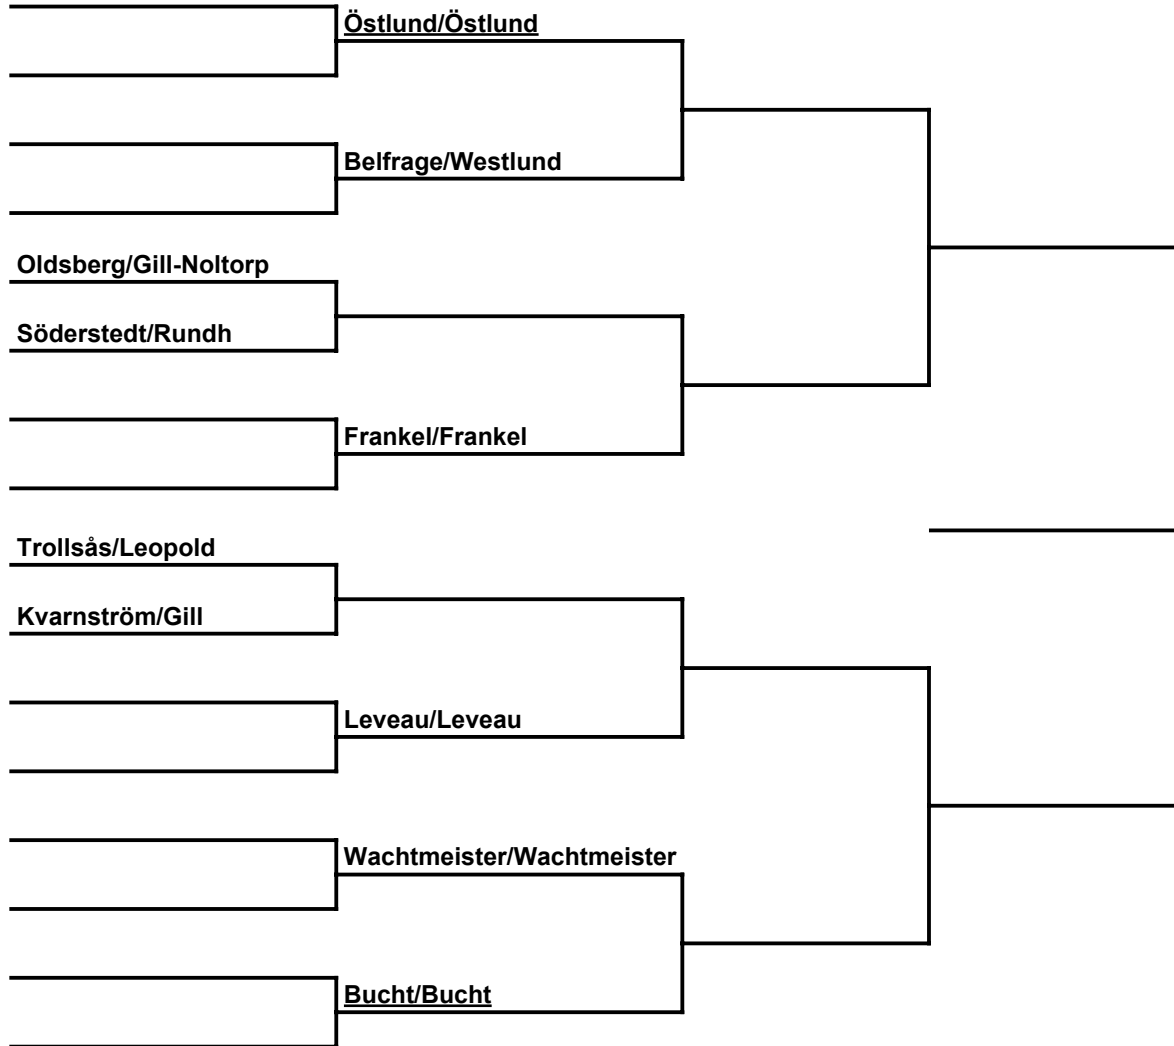 Östlund/Östlund
Belfrage/Westlund
Oldsberg/Gill-Noltorp
Söderstedt/Rundh
Frankel/Frankel
Trollsås/Leopold
Kvarnström/Gill
Leveau/Leveau
Wachtmeister/Wachtmeister
Bucht/Bucht